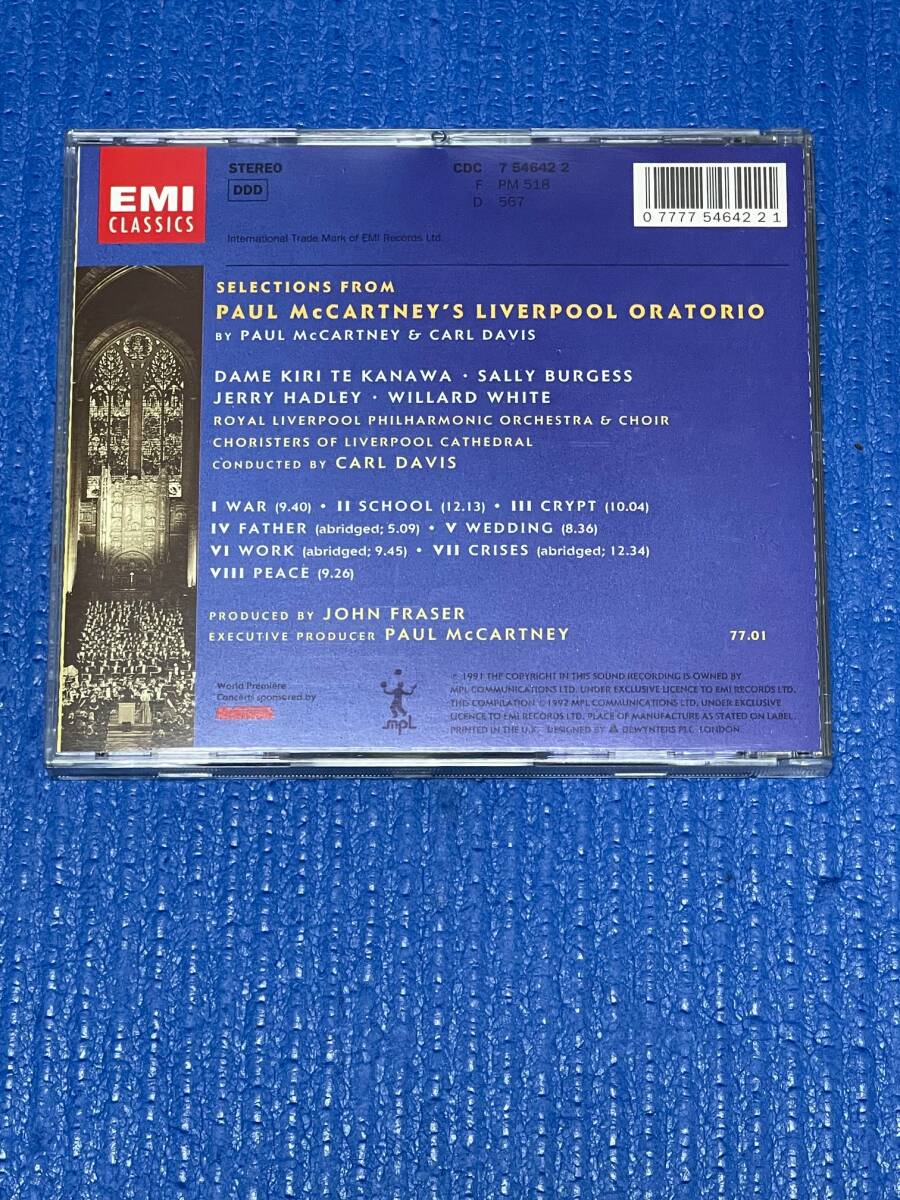 EMI
CLASSICS
STEREO
DDD
CDC 7 54642 2
F PM 518
D 567
0 7777 54642 2 1
International Trade Mark of EMI Records Ltd.
SELECTIONS FROM
PAUL McCARTNEY'S LIVERPOOL ORATORIO
BY PAUL McCARTNEY & CARL DAVIS
DAME KIRI TE KANAWA · SALLY BURGESS
JERRY HADLEY · WILLARD WHITE
ROYAL LIVERPOOL PHILHARMONIC ORCHESTRA & CHOIR
CHORISTERS OF LIVERPOOL CATHEDRAL
CONDUCTED BY CARL DAVIS
I WAR (9.40) · II SCHOOL (12.13) · III CRYPT (10.04)
IV FATHER (abridged; 5.09) · V WEDDING (8.36)
VI WORK (abridged; 9.45) · VII CRISES (abridged; 12.34)
VIII PEACE (9.26)
PRODUCED BY JOHN FRASER
EXECUTIVE PRODUCER PAUL McCARTNEY
77.01
World Première
Concerts sponsored by
mpL
℗ 1991 THE COPYRIGHT IN THIS SOUND RECORDING IS OWNED BY
MPL COMMUNICATIONS LTD. UNDER EXCLUSIVE LICENCE TO EMI RECORDS LTD.
THIS COMPILATION © 1992 MPL COMMUNICATIONS LTD. UNDER EXCLUSIVE
LICENCE TO EMI RECORDS LTD. PLACE OF MANUFACTURE AS STATED ON LABEL.
PRINTED IN THE U.K. DESIGNED BY DEWYNTERS PLC. LONDON.